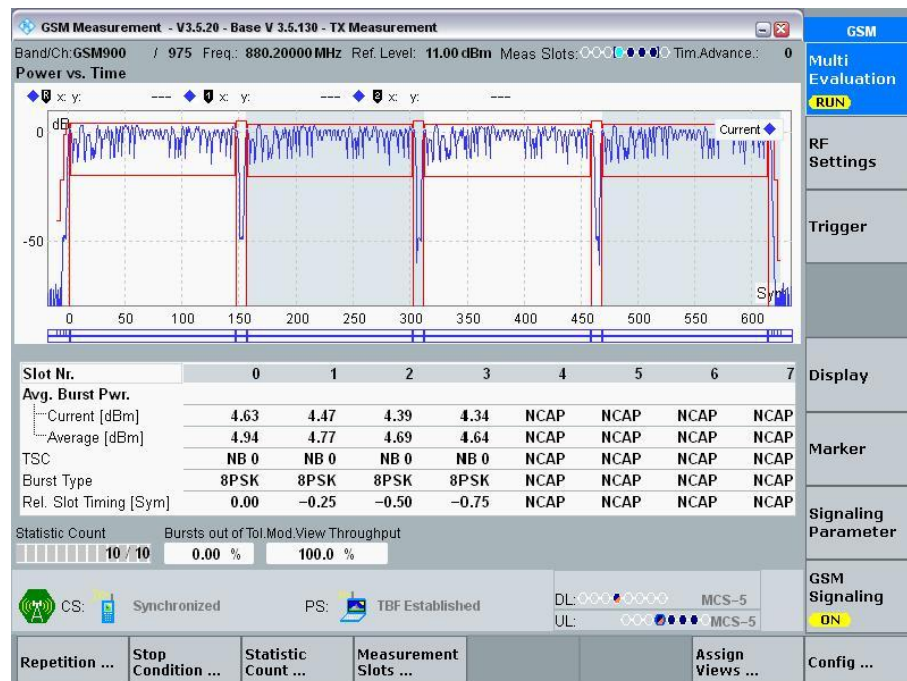 GSM Measurement - V3.5.20 - Base V 3.5.130 - TX Measurement
GSM
Band/Ch:GSM900 / 975 Freq.: 880.20000 MHz Ref. Level: 11.00 dBm Meas Slots: Tim.Advance.: 0
Power vs. Time
R x: y: --- 1 x: y: --- 2 x: y: ---
Multi
Evaluation
RUN
dB
Current
0
-50
Sym
0 50 100 150 200 250 300 350 400 450 500 550 600
RF
Settings
Trigger
Slot Nr. 0 1 2 3 4 5 6 7
Avg. Burst Pwr.
Current [dBm] 4.63 4.47 4.39 4.34 NCAP NCAP NCAP NCAP
Average [dBm] 4.94 4.77 4.69 4.64 NCAP NCAP NCAP NCAP
TSC NB 0 NB 0 NB 0 NB 0 NCAP NCAP NCAP NCAP
Burst Type 8PSK 8PSK 8PSK 8PSK NCAP NCAP NCAP NCAP
Rel. Slot Timing [Sym] 0.00 -0.25 -0.50 -0.75 NCAP NCAP NCAP NCAP
Display
Marker
Statistic Count Bursts out of Tol.Mod.View Throughput
10 / 10 0.00 % 100.0 %
Signaling
Parameter
CS: Synchronized PS: TBF Established
DL: MCS-5
UL: MCS-5
GSM
Signaling
ON
Repetition ...
Stop
Condition ...
Statistic
Count ...
Measurement
Slots ...
Assign
Views ...
Config ...